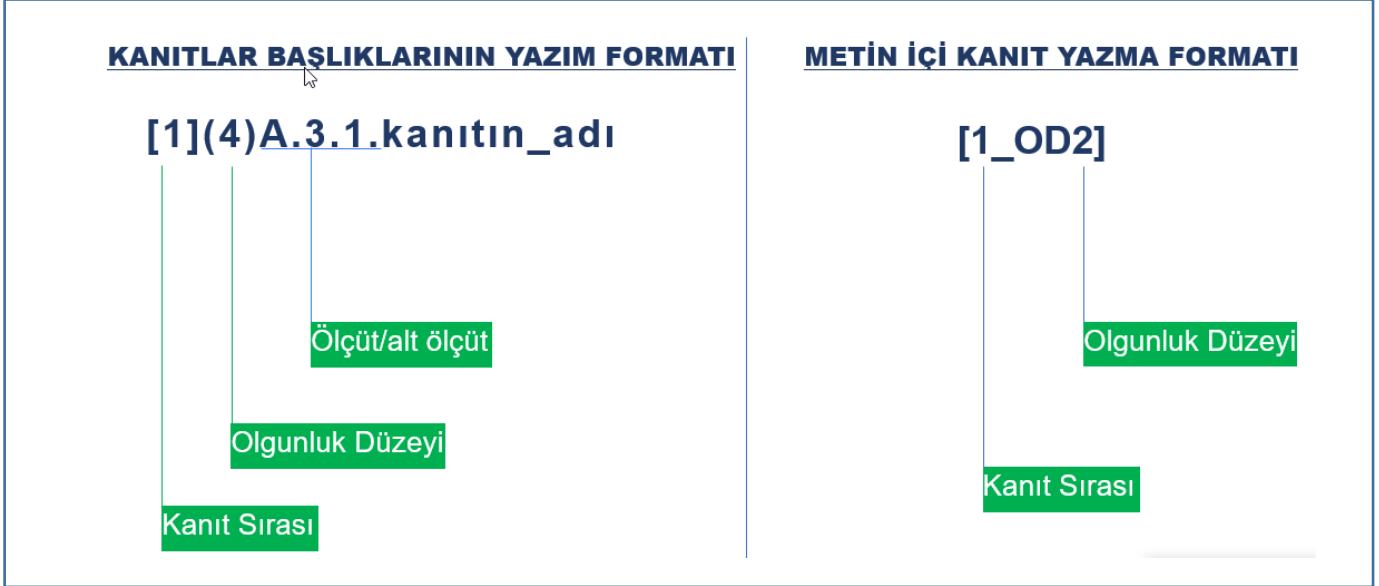 KANITLAR BAŞLIKLARININ YAZIM FORMATI
[1](4)A.3.1.kanıtın_adı
Ölçüt/alt ölçüt
Olgunluk Düzeyi
Kanıt Sırası
METİN İÇİ KANIT YAZMA FORMATI
[1_OD2]
Olgunluk Düzeyi
Kanıt Sırası